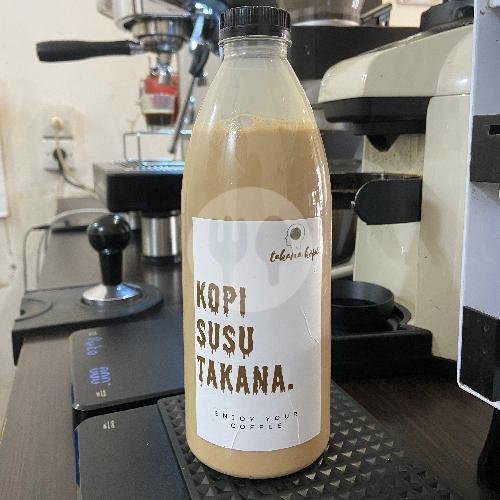 takana kopi
KOPI
SUSU
TAKANA.
ENJOY YOUR
COFFEE